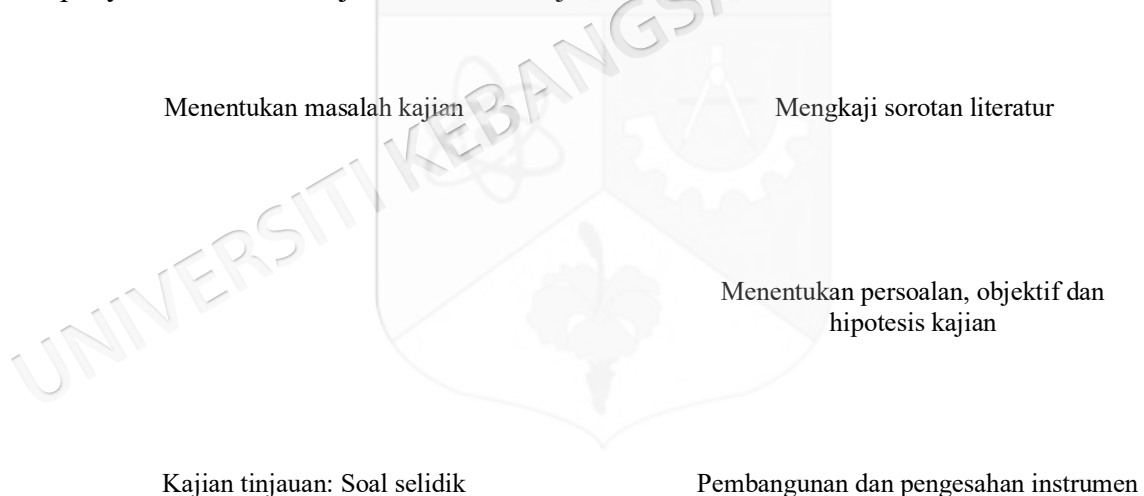 Menentukan masalah kajian
Mengkaji sorotan literatur
UNIVERSITI KEBANGSA
Menentukan persoalan, objektif dan
hipotesis kajian
Kajian tinjauan: Soal selidik
Pembangunan dan pengesahan instrumen